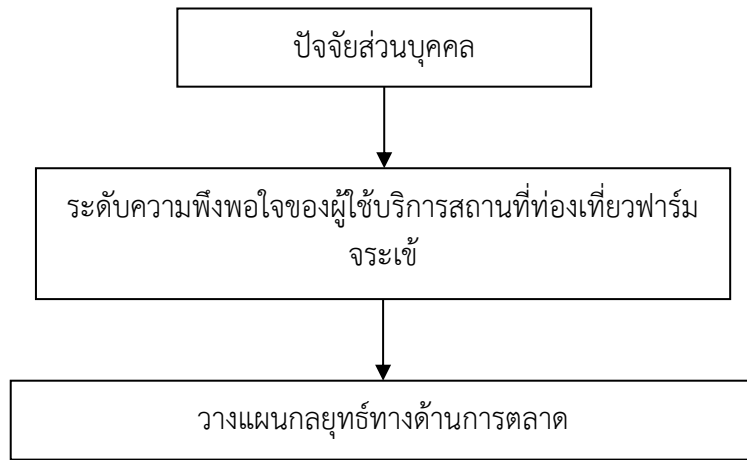 ปัจจัยส่วนบุคคล
ระดับความพึงพอใจของผู้ใช้บริการสถานที่ท่องเที่ยวฟาร์ม
จระเข้
วางแผนกลยุทธ์ทางด้านการตลาด